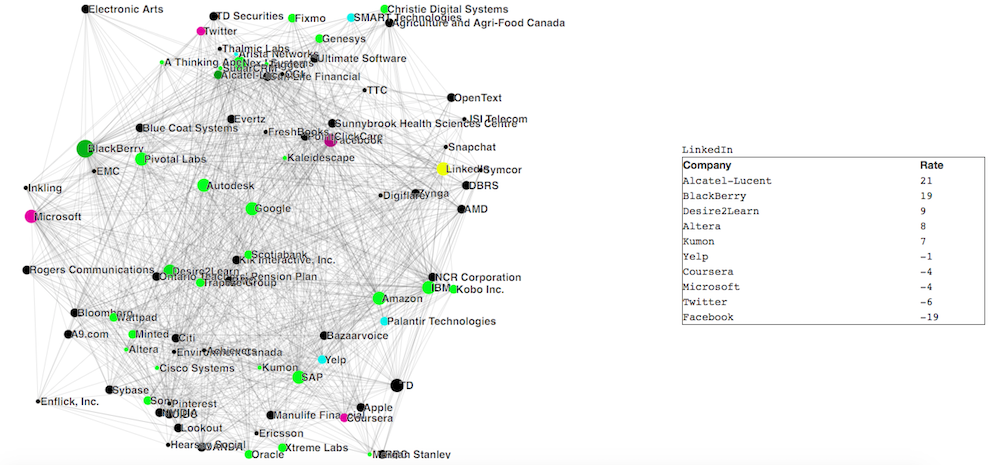 Electronic Arts
TD Securities
Fixmo
SMART Technologies
Christie Digital Systems
Agriculture and Agri-Food Canada
Twitter
Genesys
Thalmic Labs
Arista Networks
Ultimate Software
A Thinking Ape
Systems
SugarCRM
Alcatel-Lucent
Sun Life Financial
TTC
OpenText
Evertz
Sunnybrook Health Sciences Centre
JSI Telecom
Blue Coat Systems
FreshBooks
PointClickCare
Facebook
BlackBerry
Snapchat
Pivotal Labs
Kaleidescape
EMC
LinkedIn
Symcor
Inkling
Autodesk
DBRS
Digiflare
Zynga
Google
AMD
Microsoft
Scotiabank
Kik Interactive, Inc.
Rogers Communications
Desire2Learn
Ontario Teachers' Pension Plan
NCR Corporation
Trapeze Group
IBM
Kobo Inc.
Amazon
Bloomberg
Wattpad
Palantir Technologies
A9.com
Minted
Citi
Bazaarvoice
Altera
Environment Canada
Achievers
Yelp
Cisco Systems
Kumon
SAP
TD
Sybase
Enflick, Inc.
Sony
Pinterest
NVIDIA
Apple
Manulife Financial
Coursera
Lookout
Ericsson
Hearsay Social
OANDA
Xtreme Labs
Oracle
Morgan Stanley
LinkedIn
Company Rate
Alcatel-Lucent 21
BlackBerry 19
Desire2Learn 9
Altera 8
Kumon 7
Yelp -1
Coursera -4
Microsoft -4
Twitter -6
Facebook -19